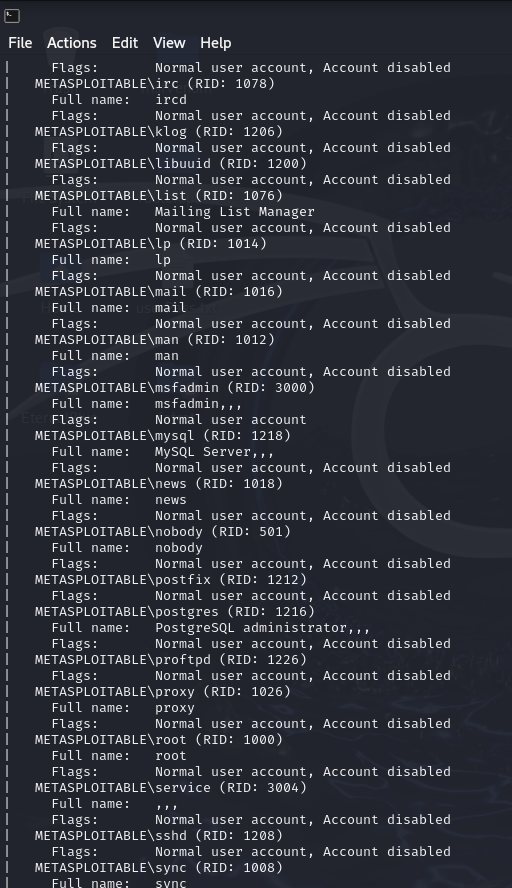 File Actions Edit View Help
| Flags: Normal user account, Account disabled
| METASPLOITABLE\irc (RID: 1078)
| Full name: ircd
| Flags: Normal user account, Account disabled
| METASPLOITABLE\klog (RID: 1206)
| Flags: Normal user account, Account disabled
| METASPLOITABLE\libuuid (RID: 1200)
| Flags: Normal user account, Account disabled
| METASPLOITABLE\list (RID: 1076)
| Full name: Mailing List Manager
| Flags: Normal user account, Account disabled
| METASPLOITABLE\lp (RID: 1014)
| Full name: lp
| Flags: Normal user account, Account disabled
| METASPLOITABLE\mail (RID: 1016)
| Full name: mail
| Flags: Normal user account, Account disabled
| METASPLOITABLE\man (RID: 1012)
| Full name: man
| Flags: Normal user account, Account disabled
| METASPLOITABLE\msfadmin (RID: 3000)
| Full name: msfadmin,,,
| Flags: Normal user account
| METASPLOITABLE\mysql (RID: 1218)
| Full name: MySQL Server,,,
| Flags: Normal user account, Account disabled
| METASPLOITABLE\news (RID: 1018)
| Full name: news
| Flags: Normal user account, Account disabled
| METASPLOITABLE\nobody (RID: 501)
| Full name: nobody
| Flags: Normal user account, Account disabled
| METASPLOITABLE\postfix (RID: 1212)
| Flags: Normal user account, Account disabled
| METASPLOITABLE\postgres (RID: 1216)
| Full name: PostgreSQL administrator,,,
| Flags: Normal user account, Account disabled
| METASPLOITABLE\proftpd (RID: 1226)
| Flags: Normal user account, Account disabled
| METASPLOITABLE\proxy (RID: 1026)
| Full name: proxy
| Flags: Normal user account, Account disabled
| METASPLOITABLE\root (RID: 1000)
| Full name: root
| Flags: Normal user account, Account disabled
| METASPLOITABLE\service (RID: 3004)
| Full name: ,,,
| Flags: Normal user account, Account disabled
| METASPLOITABLE\sshd (RID: 1208)
| Flags: Normal user account, Account disabled
| METASPLOITABLE\sync (RID: 1008)
| Full name: sync